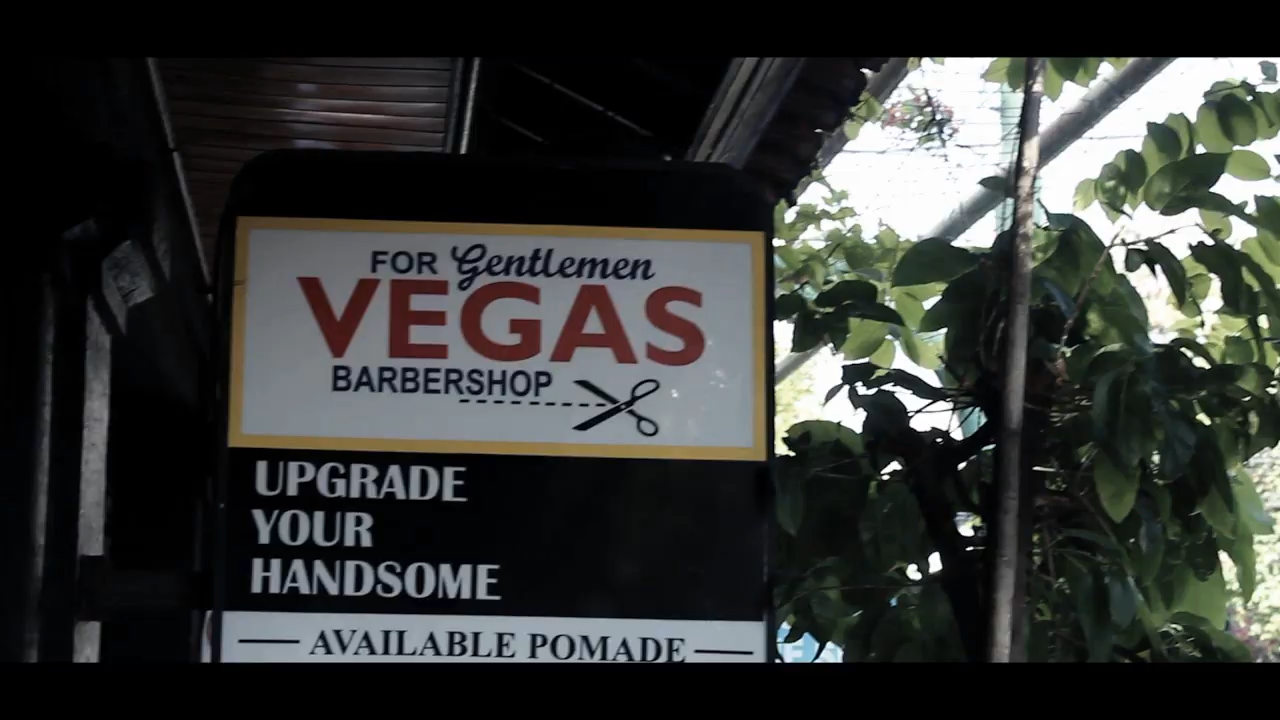 FOR Gentlemen
VEGAS
BARBERSHOP
UPGRADE
YOUR
HANDSOME
AVAILABLE POMADE